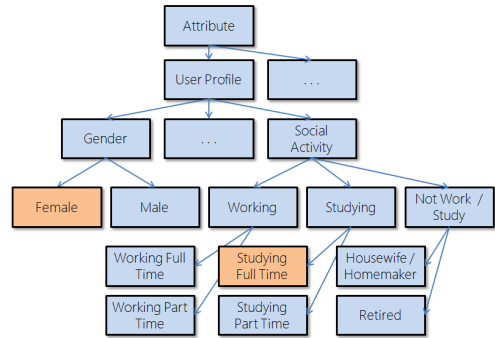 Attribute
User Profile
. . .
Gender
. . .
Social
Activity
Female
Male
Working
Studying
Not Work /
Study
Working Full
Time
Studying
Full Time
Housewife /
Homemaker
Working Part
Time
Studying
Part Time
Retired